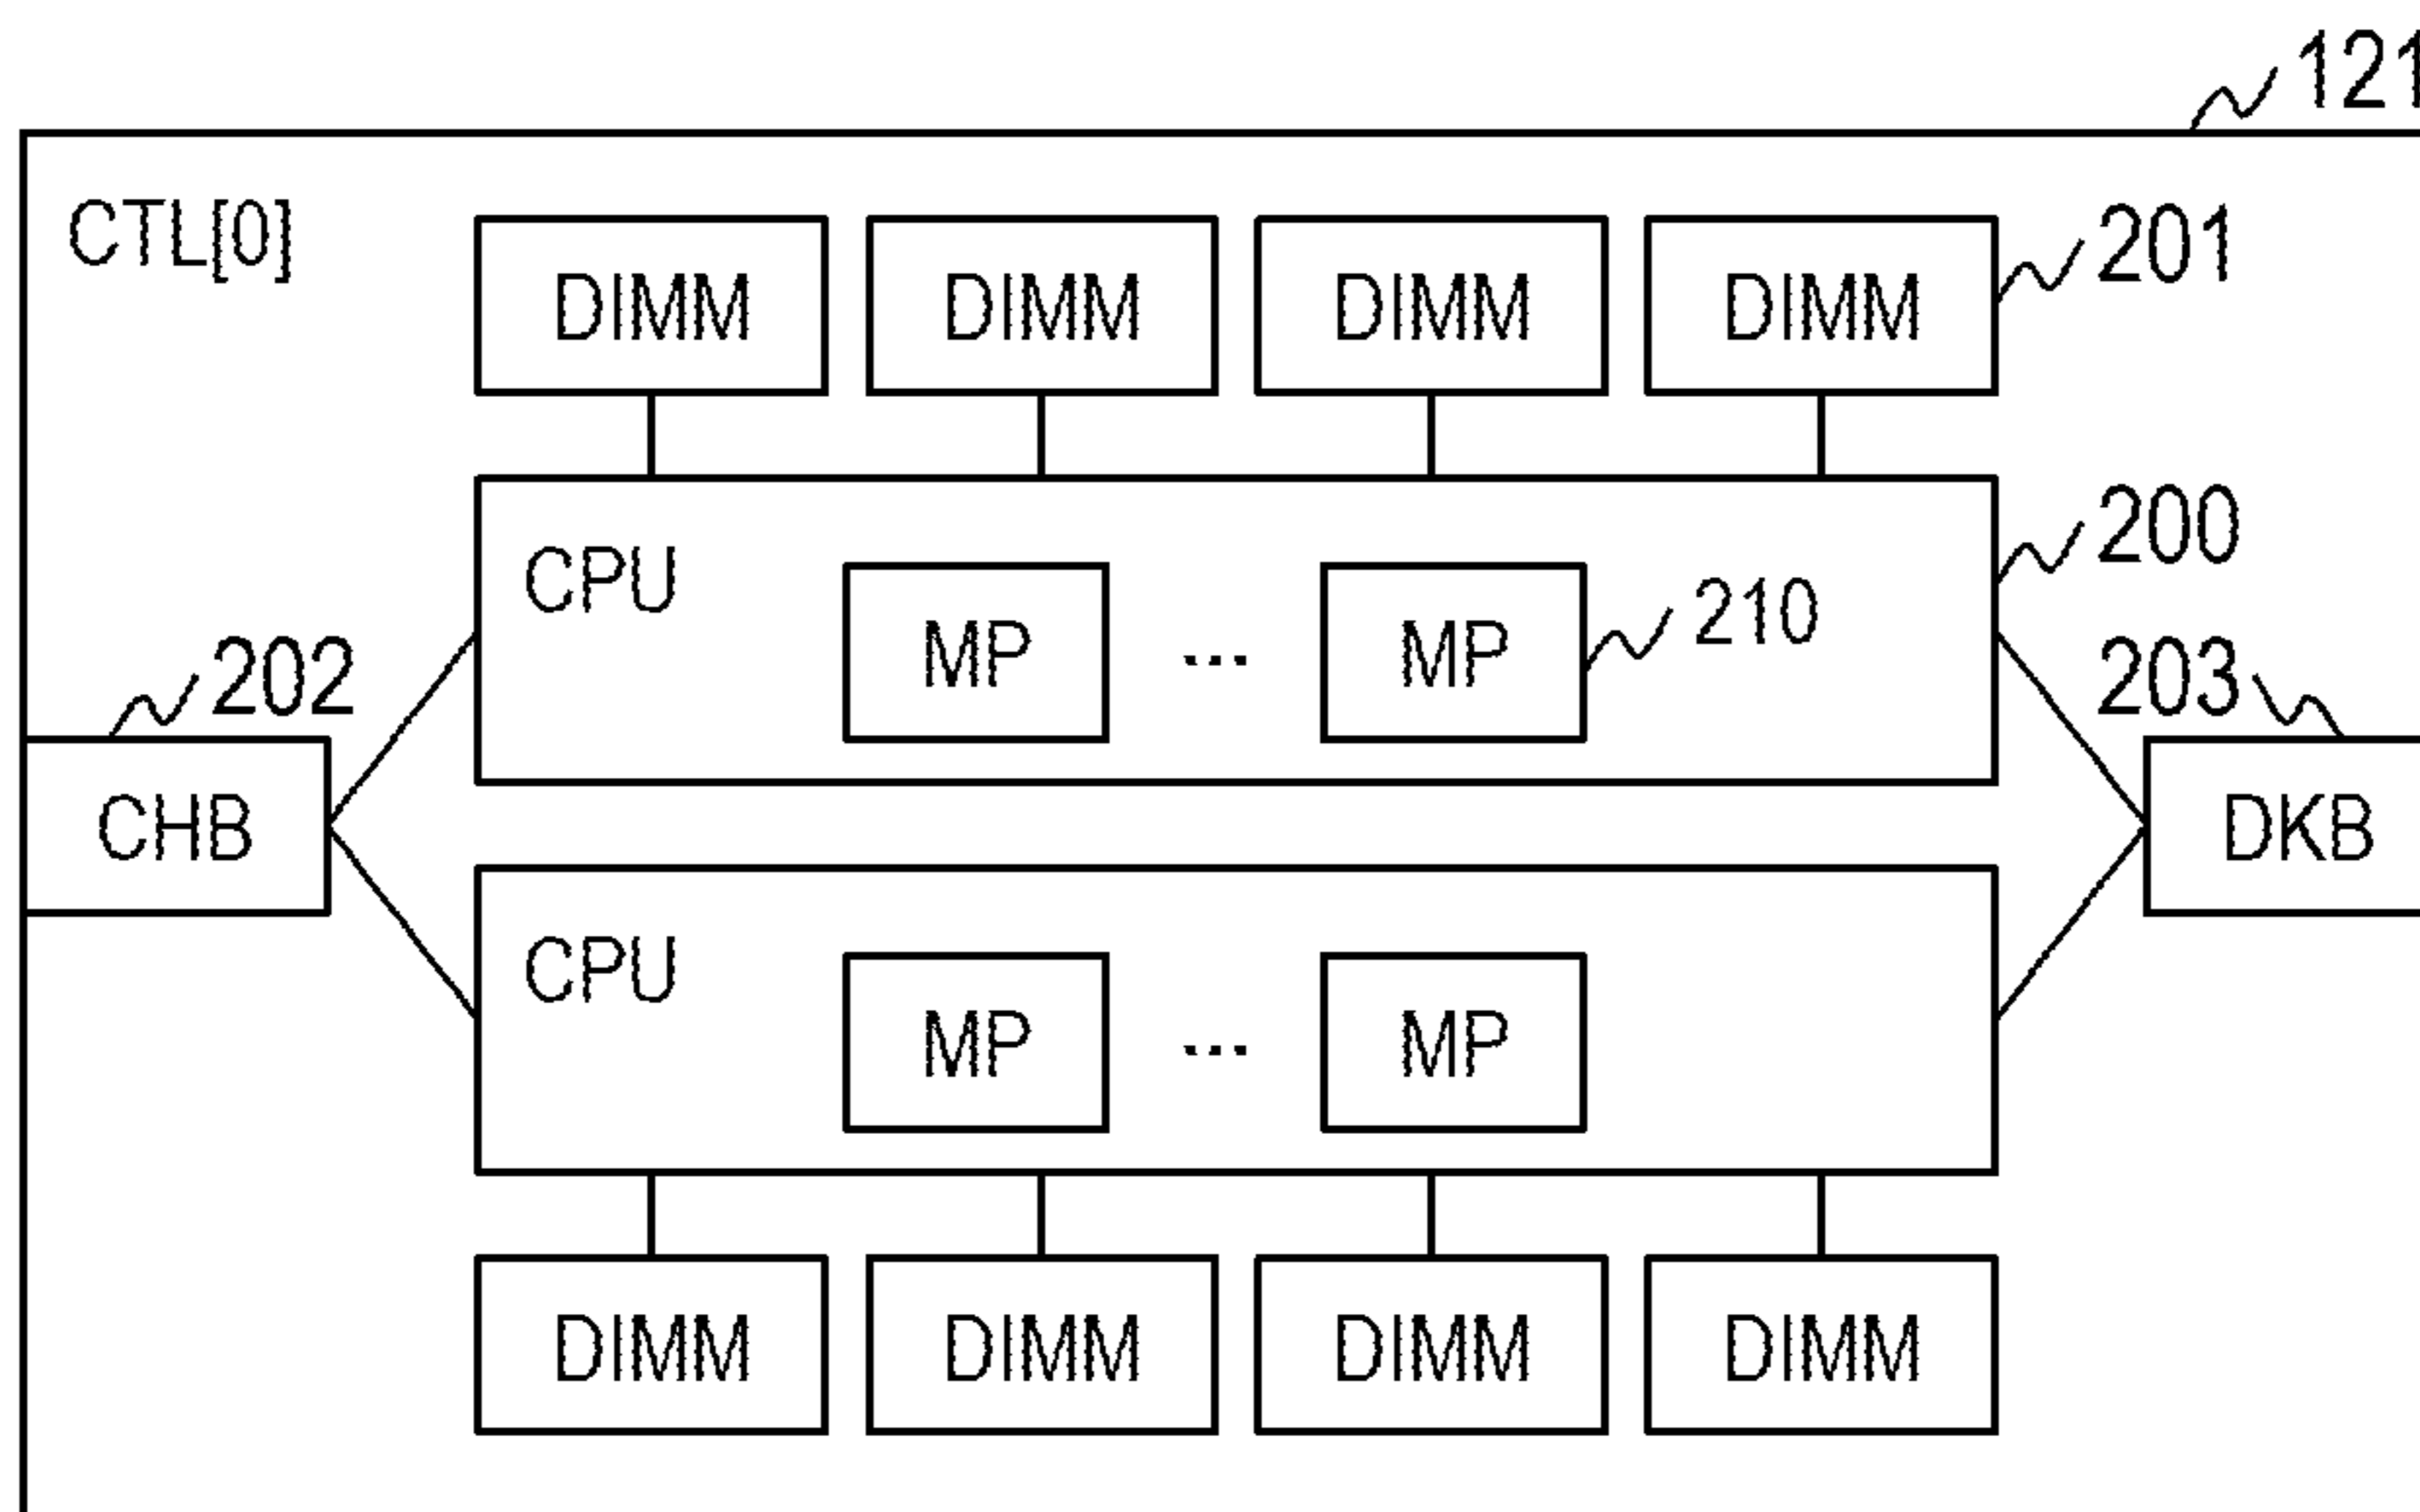 121
CTL[0]
DIMM DIMM DIMM DIMM 201
CPU MP ... MP 210 200
202 203
CHB DKB
CPU MP ... MP
DIMM DIMM DIMM DIMM